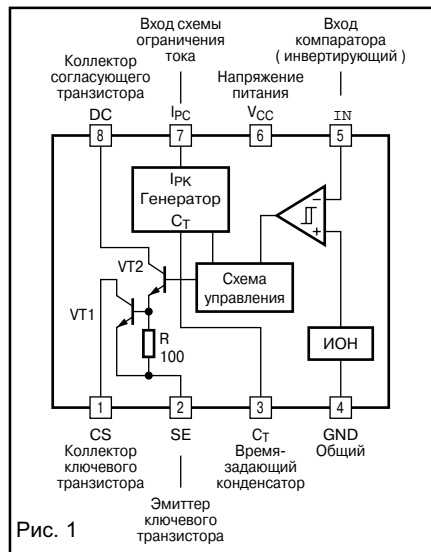 Вход схемы
ограничения
тока
Вход
компаратора
( инвертирующий )
Коллектор
согласующего
транзистора
Напряжение
питания
DC
IPC
VCC
IN
8
7
6
5
IPK
Генератор
CT
−
+
VT2
Схема
управления
VT1
R
100
ИОН
1
2
3
4
CS
SE
CT
GND
Коллектор
ключевого
транзистора
Время-
задающий
конденсатор
Общий
Эмиттер
ключевого
транзистора
Рис. 1